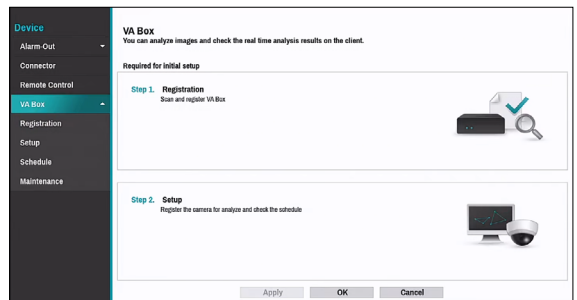 Device
Alarm-Out
Connector
Remote Control
VA Box
Registration
Setup
Schedule
Maintenance
VA Box
You can analyze images and check the real time analysis results on the client.
Required for initial setup
Step 1. Registration
Scan and register VA Box
Step 2. Setup
Register the camera for analyze and check the schedule
Apply OK Cancel